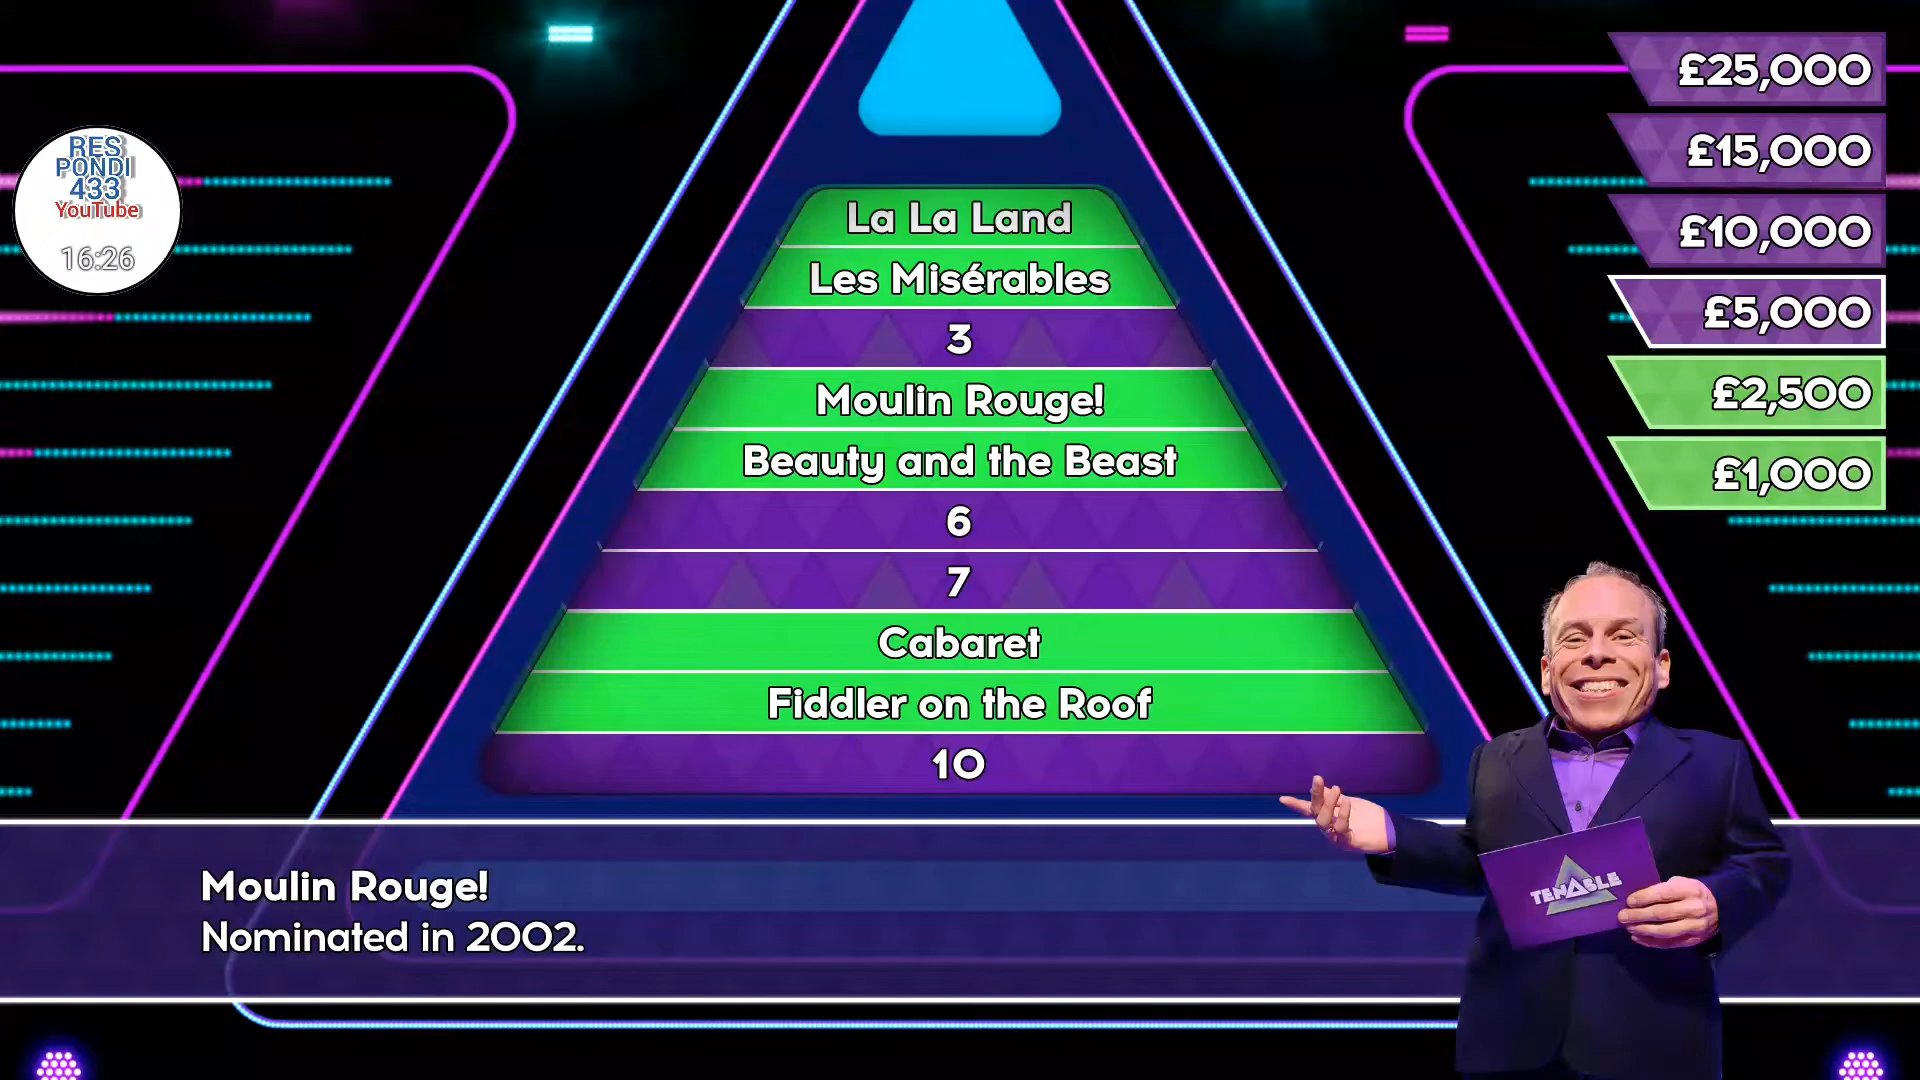 RES
PONDI
433
YouTube
16:26
La La Land
Les Misérables
3
Moulin Rouge!
Beauty and the Beast
6
7
Cabaret
Fiddler on the Roof
10
£25,000
£15,000
£10,000
£5,000
£2,500
£1,000
Moulin Rouge!
Nominated in 2002.
TENABLE